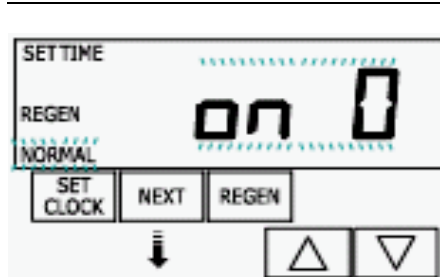 SET TIME
REGEN
on 0
NORMAL
SET
CLOCK
NEXT
REGEN